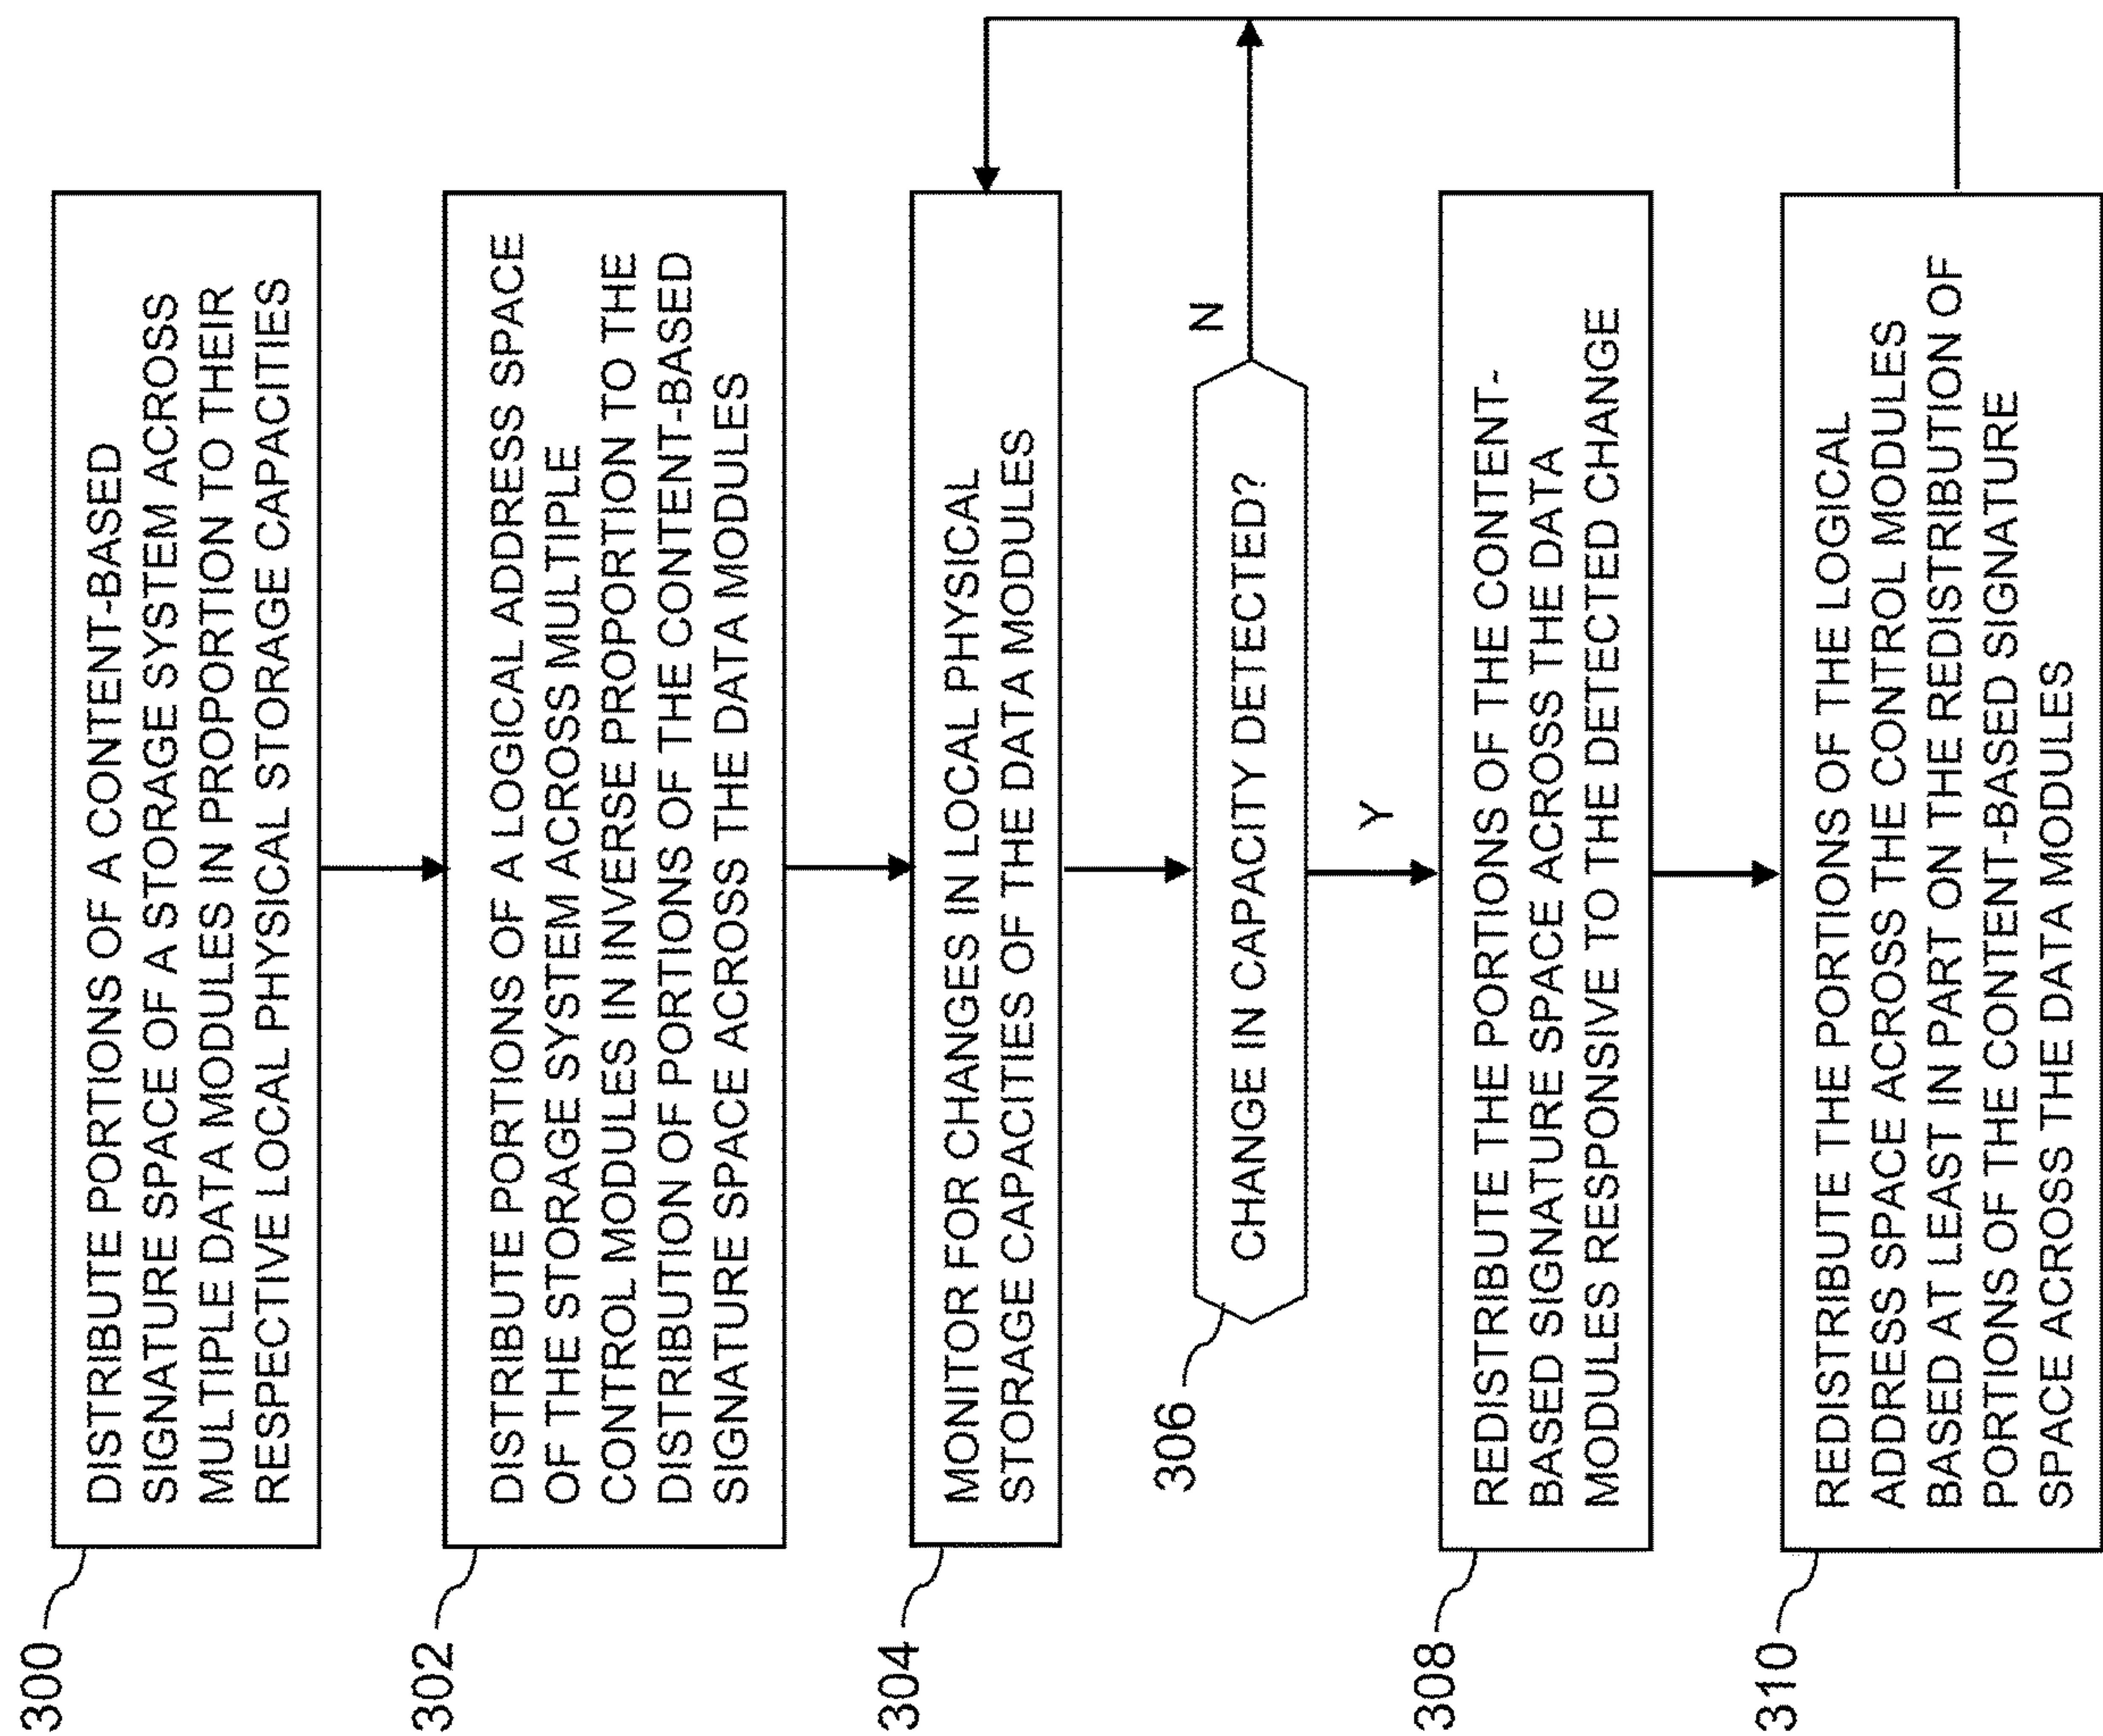 300
DISTRIBUTE PORTIONS OF A CONTENT-BASED
SIGNATURE SPACE OF A STORAGE SYSTEM ACROSS
MULTIPLE DATA MODULES IN PROPORTION TO THEIR
RESPECTIVE LOCAL PHYSICAL STORAGE CAPACITIES
302
DISTRIBUTE PORTIONS OF A LOGICAL ADDRESS SPACE
OF THE STORAGE SYSTEM ACROSS MULTIPLE
CONTROL MODULES IN INVERSE PROPORTION TO THE
DISTRIBUTION OF PORTIONS OF THE CONTENT-BASED
SIGNATURE SPACE ACROSS THE DATA MODULES
304
MONITOR FOR CHANGES IN LOCAL PHYSICAL
STORAGE CAPACITIES OF THE DATA MODULES
306
CHANGE IN CAPACITY DETECTED?
N
Y
308
REDISTRIBUTE THE PORTIONS OF THE CONTENT-
BASED SIGNATURE SPACE ACROSS THE DATA
MODULES RESPONSIVE TO THE DETECTED CHANGE
310
REDISTRIBUTE THE PORTIONS OF THE LOGICAL
ADDRESS SPACE ACROSS THE CONTROL MODULES
BASED AT LEAST IN PART ON THE REDISTRIBUTION OF
PORTIONS OF THE CONTENT-BASED SIGNATURE
SPACE ACROSS THE DATA MODULES